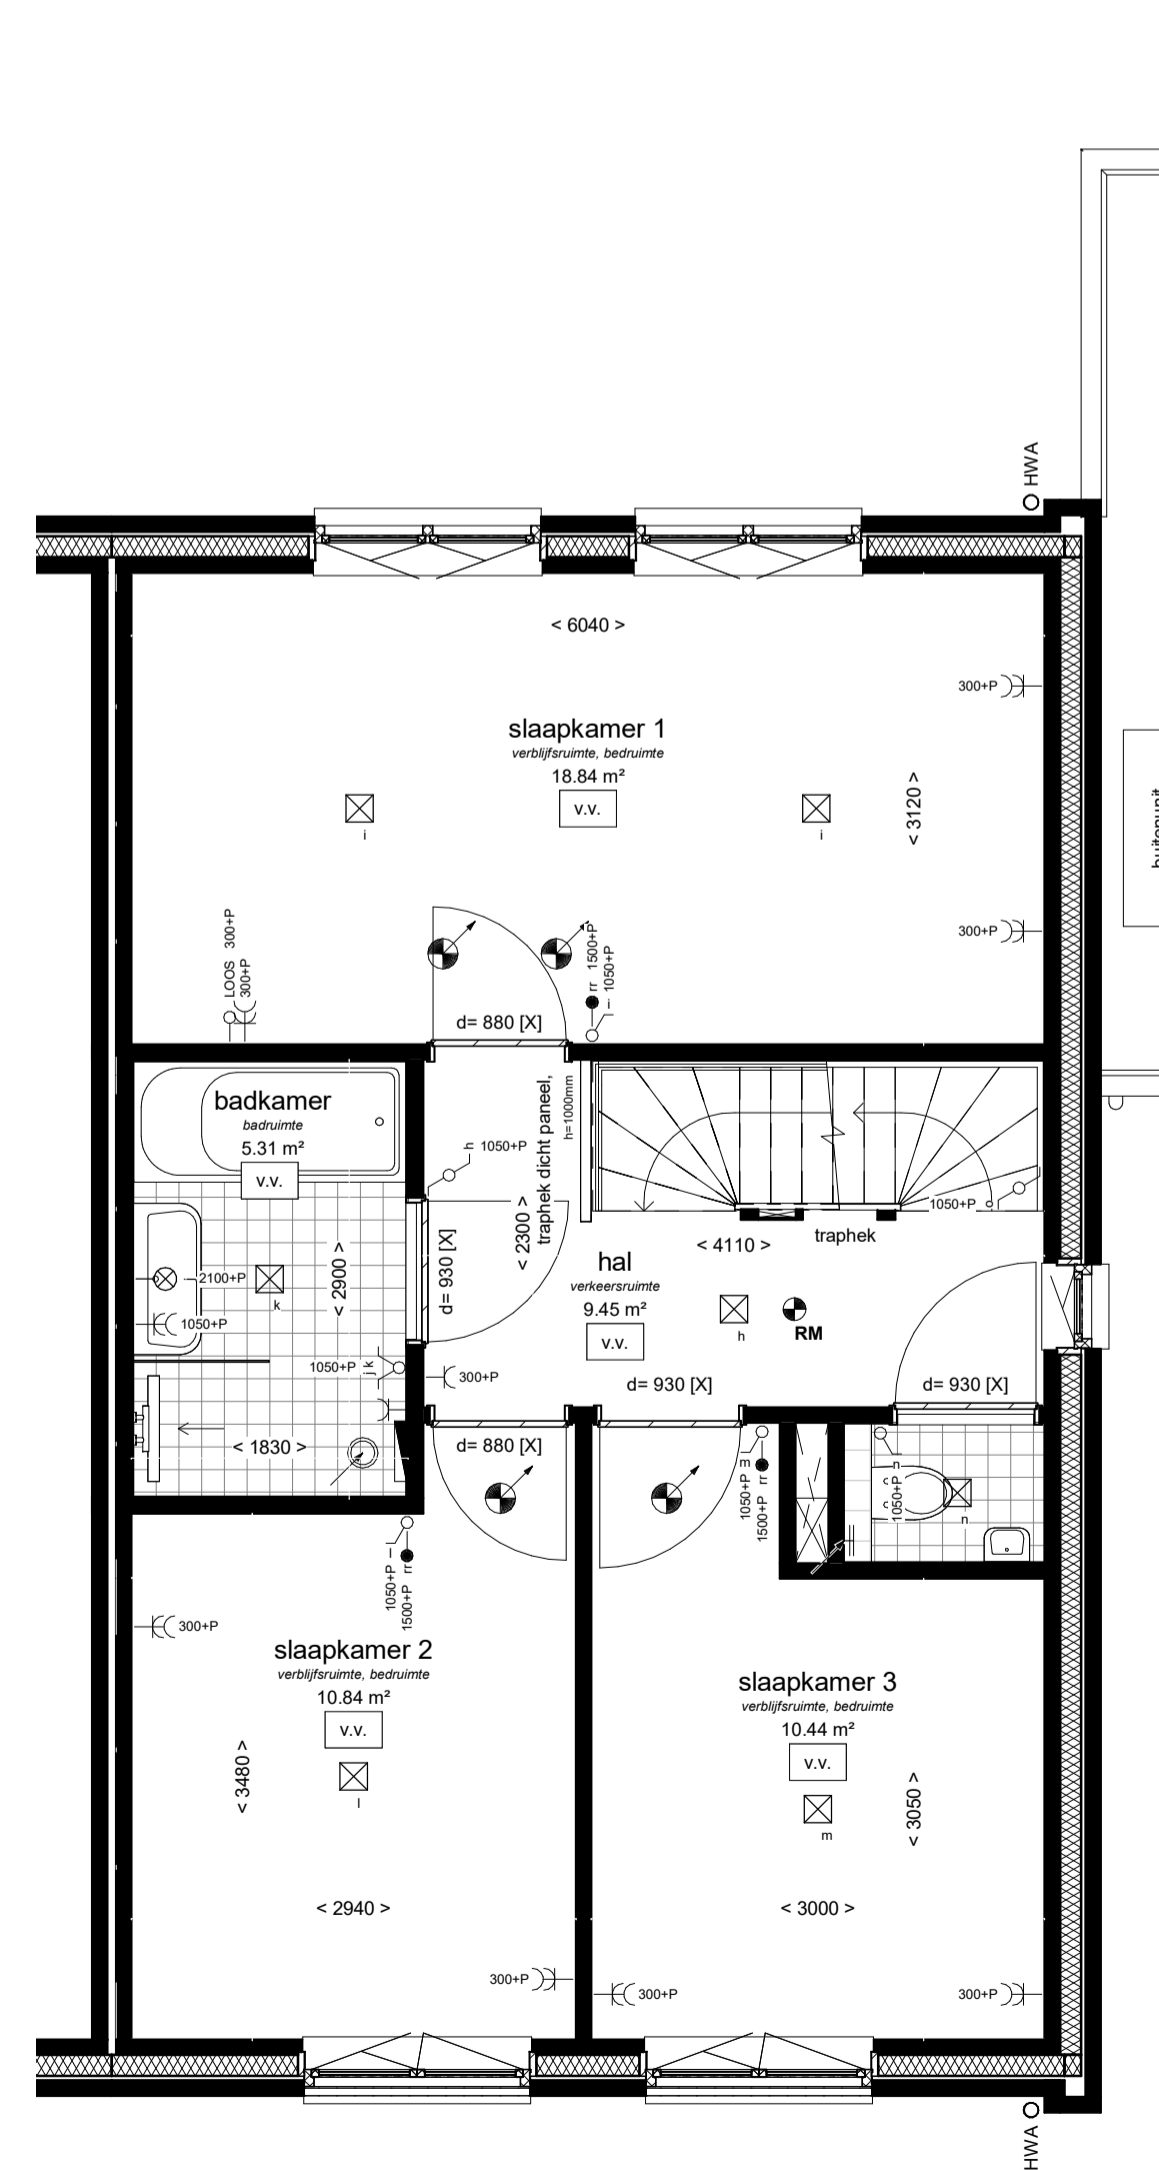 HWA
< 6040 >
300+P
slaapkamer 1
verblijfsruimte, bedruimte
18.84 m²
v.v.
< 3120 >
i
i
300+P
LOOS 300+P
300+P
rr 1500+P
i 1050+P
d= 880 [X]
badkamer
badruimte
5.31 m²
v.v.
h 1050+P
traphek dicht paneel,
h=1000mm
< 2300 >
1050+P
traphek
< 4110 >
hal
verkeersruimte
9.45 m²
v.v.
h
RM
d= 930 [X]
2100+P
k
< 2900 >
1050+P
1050+P
j k
300+P
d= 930 [X]
d= 930 [X]
< 1830 >
d= 880 [X]
m
1050+P
1500+P rr
n
1050+P
n
1050+P
1500+P rr
300+P
slaapkamer 2
verblijfsruimte, bedruimte
10.84 m²
v.v.
l
< 3480 >
slaapkamer 3
verblijfsruimte, bedruimte
10.44 m²
v.v.
m
< 3050 >
< 2940 >
< 3000 >
300+P
300+P
300+P
HWA